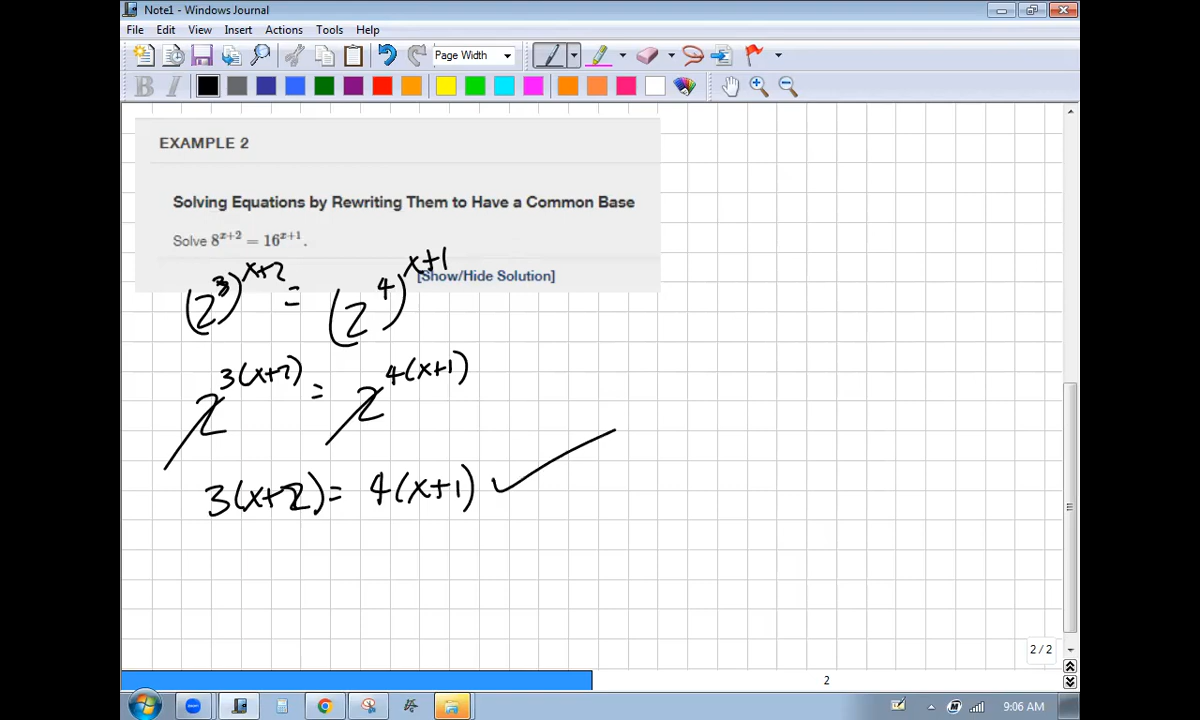 Note1 - Windows Journal
File Edit View Insert Actions Tools Help
Page Width
B I
EXAMPLE 2
Solving Equations by Rewriting Them to Have a Common Base
Solve 8^{x+2} = 16^{x+1}.
[Show/Hide Solution]
(2^3)^{x+2} = (2^4)^{x+1}
2^{3(x+2)} = 2^{4(x+1)}
3(x+2) = 4(x+1) ✓
2 / 2
2
9:06 AM